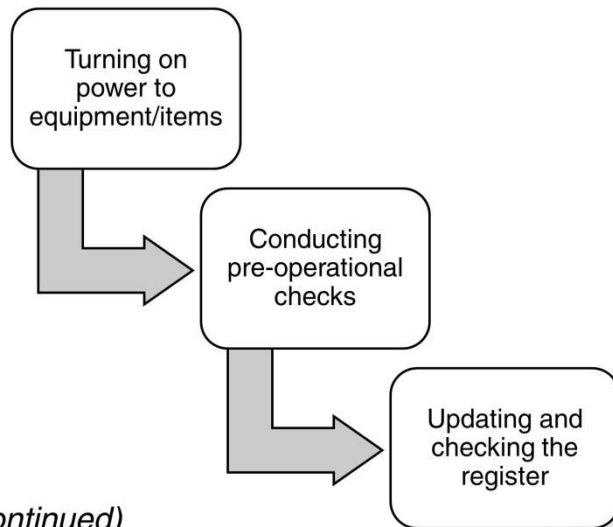 Turning on
power to
equipment/items
Conducting
pre-operational
checks
Updating and
checking the
register
ontinued)